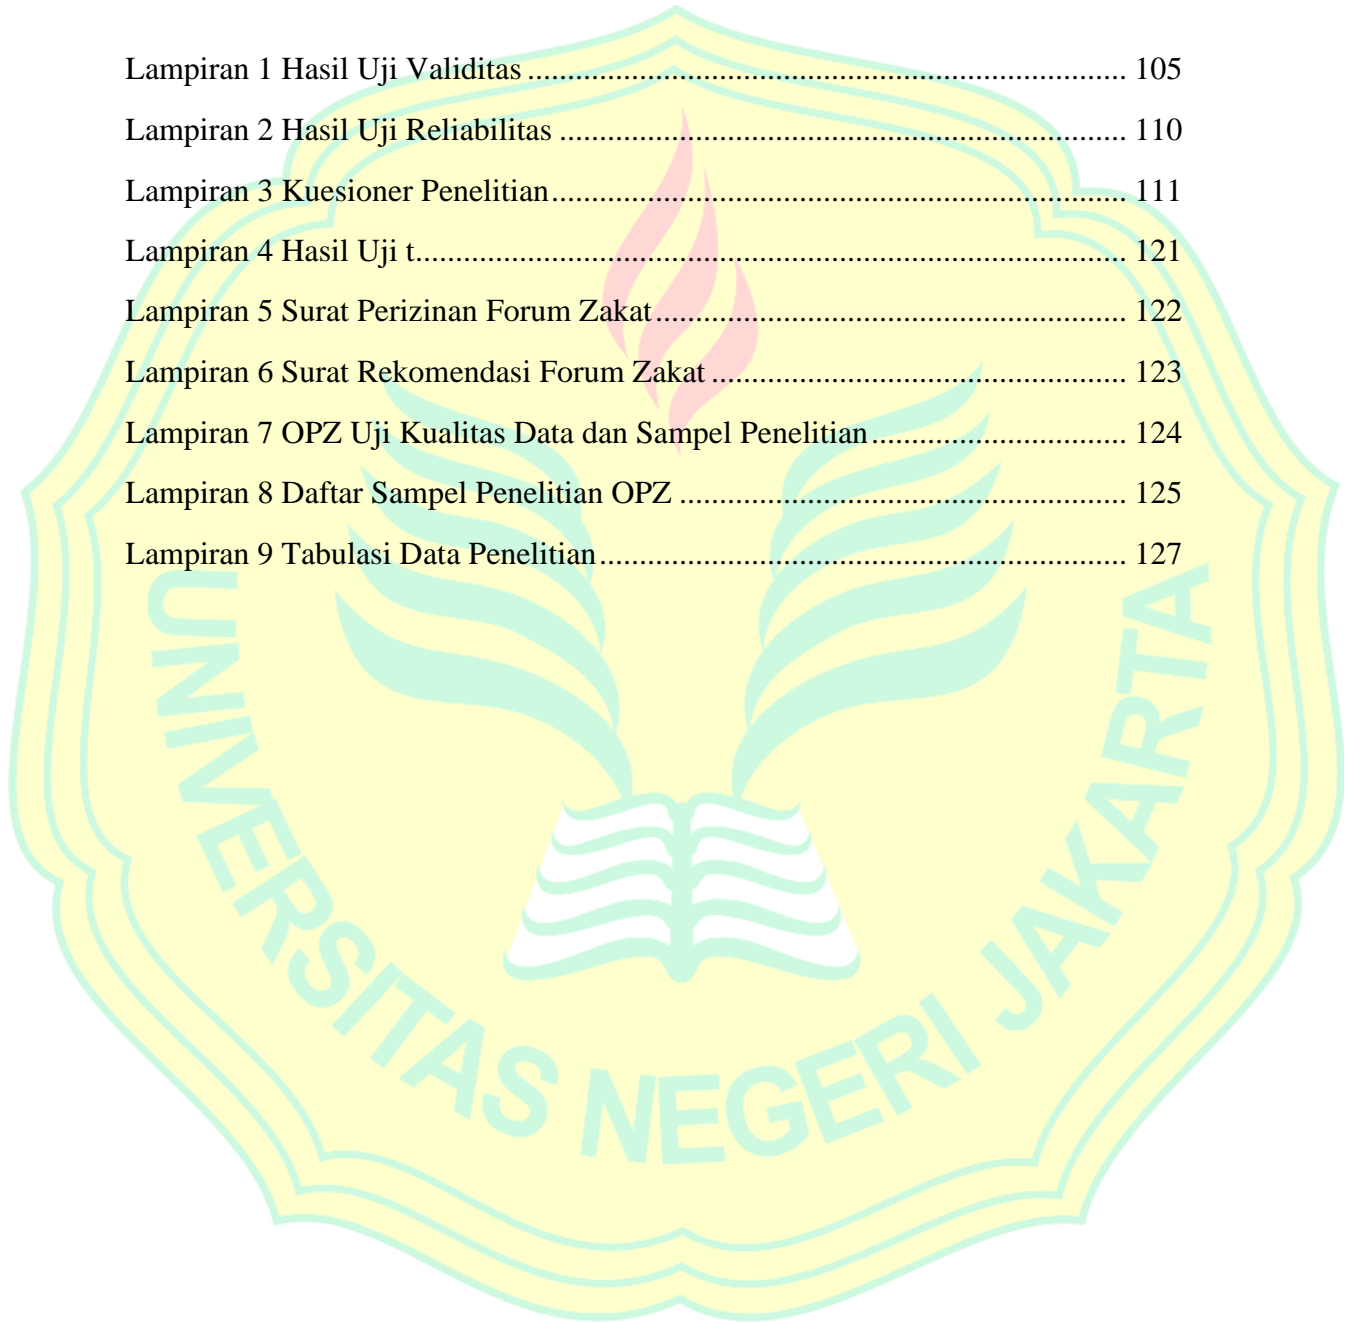 Lampiran 1 Hasil Uji Validitas ........................................................................... 105
Lampiran 2 Hasil Uji Reliabilitas ....................................................................... 110
Lampiran 3 Kuesioner Penelitian........................................................................ 111
Lampiran 4 Hasil Uji t......................................................................................... 121
Lampiran 5 Surat Perizinan Forum Zakat........................................................... 122
Lampiran 6 Surat Rekomendasi Forum Zakat .................................................... 123
Lampiran 7 OPZ Uji Kualitas Data dan Sampel Penelitian................................ 124
Lampiran 8 Daftar Sampel Penelitian OPZ ........................................................ 125
Lampiran 9 Tabulasi Data Penelitian.................................................................. 127
UNIVERSITAS NEGERI JAKARTA